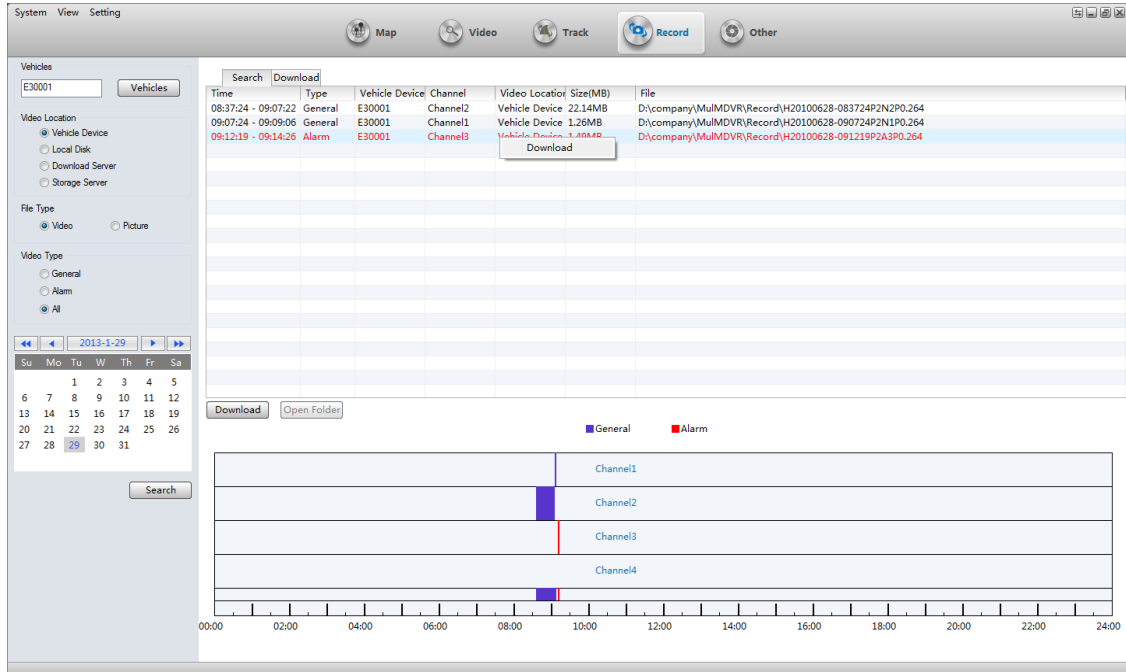 System View Setting
Map Video Track Record Other
Vehicles
E30001 Vehicles
Video Location
Vehicle Device
Local Disk
Download Server
Storage Server
File Type
Video Picture
Video Type
General
Alarm
All
2013-1-29
Su Mo Tu W Th Fr Sa
1 2 3 4 5
6 7 8 9 10 11 12
13 14 15 16 17 18 19
20 21 22 23 24 25 26
27 28 29 30 31
Search
Search Download
Time Type Vehicle Device Channel Video Location Size(MB) File
08:37:24 - 09:07:22 General E30001 Channel2 Vehicle Device 22.14MB D:\company\MulMDVR\Record\H20100628-083724P2N2P0.264
09:07:24 - 09:09:06 General E30001 Channel1 Vehicle Device 1.26MB D:\company\MulMDVR\Record\H20100628-090724P2N1P0.264
09:12:19 - 09:14:26 Alarm E30001 Channel3 Vehicle Device 1.49MB D:\company\MulMDVR\Record\H20100628-091219P2A3P0.264
Download
Download Open Folder
General Alarm
Channel1
Channel2
Channel3
Channel4
00:00 02:00 04:00 06:00 08:00 10:00 12:00 14:00 16:00 18:00 20:00 22:00 24:00